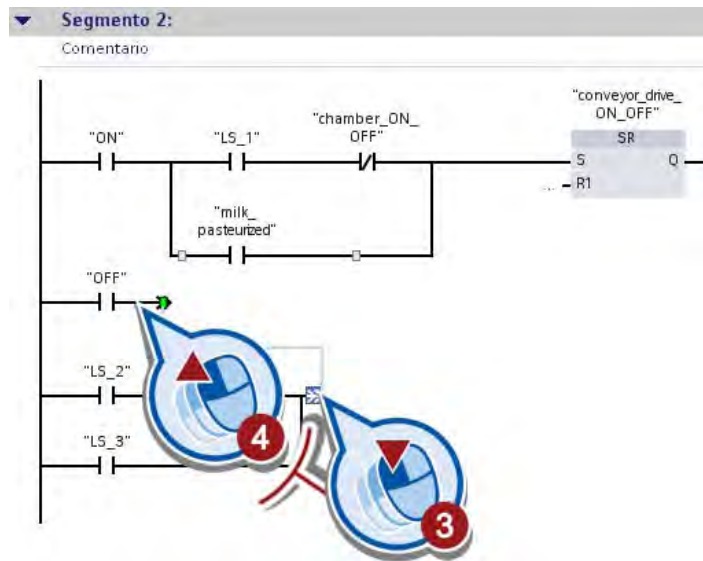 Segmento 2:
Comentario
"conveyor_drive_
ON_OFF"
"chamber_ON_
OFF"
"ON"
"LS_1"
SR
S
Q
... R1
"milk_
pasteurized"
"OFF"
"LS_2"
4
"LS_3"
3